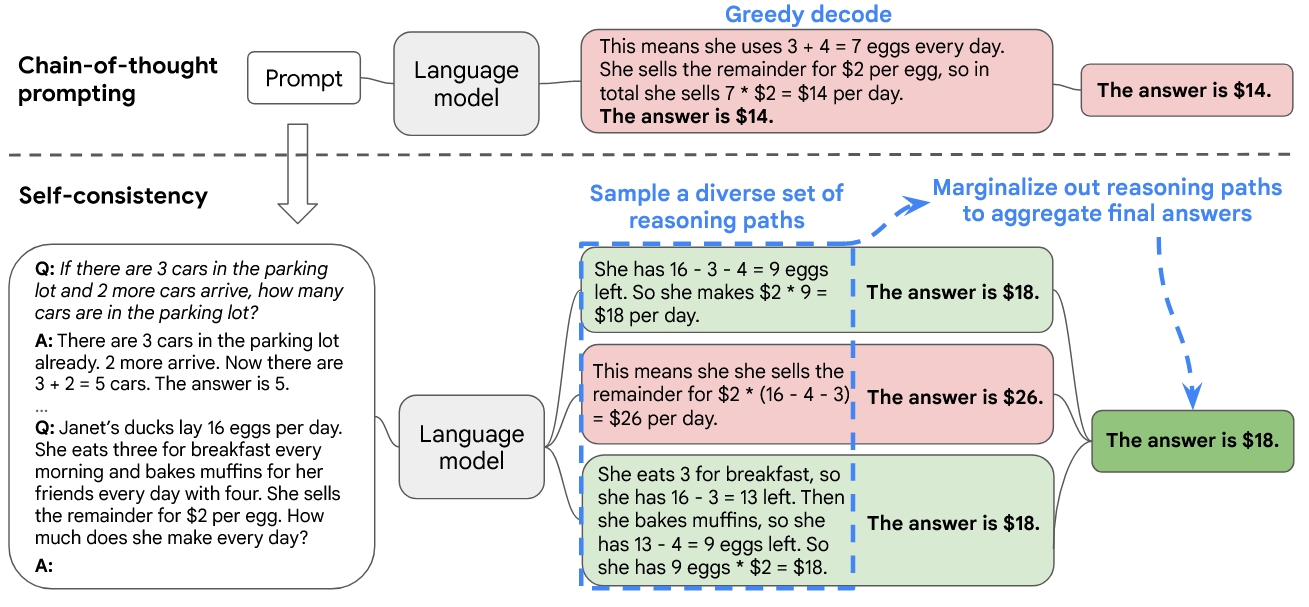 Greedy decode
Chain-of-thought
prompting
Prompt
Language
model
This means she uses 3 + 4 = 7 eggs every day.
She sells the remainder for $2 per egg, so in
total she sells 7 * $2 = $14 per day.
The answer is $14.
The answer is $14.
Self-consistency
Sample a diverse set of
reasoning paths
Marginalize out reasoning paths
to aggregate final answers
Q: If there are 3 cars in the parking
lot and 2 more cars arrive, how many
cars are in the parking lot?
A: There are 3 cars in the parking lot
already. 2 more arrive. Now there are
3 + 2 = 5 cars. The answer is 5.
...
Q: Janet’s ducks lay 16 eggs per day.
She eats three for breakfast every
morning and bakes muffins for her
friends every day with four. She sells
the remainder for $2 per egg. How
much does she make every day?
A:
Language
model
She has 16 - 3 - 4 = 9 eggs
left. So she makes $2 * 9 =
$18 per day.
The answer is $18.
This means she she sells the
remainder for $2 * (16 - 4 - 3)
= $26 per day.
The answer is $26.
She eats 3 for breakfast, so
she has 16 - 3 = 13 left. Then
she bakes muffins, so she
has 13 - 4 = 9 eggs left. So
she has 9 eggs * $2 = $18.
The answer is $18.
The answer is $18.